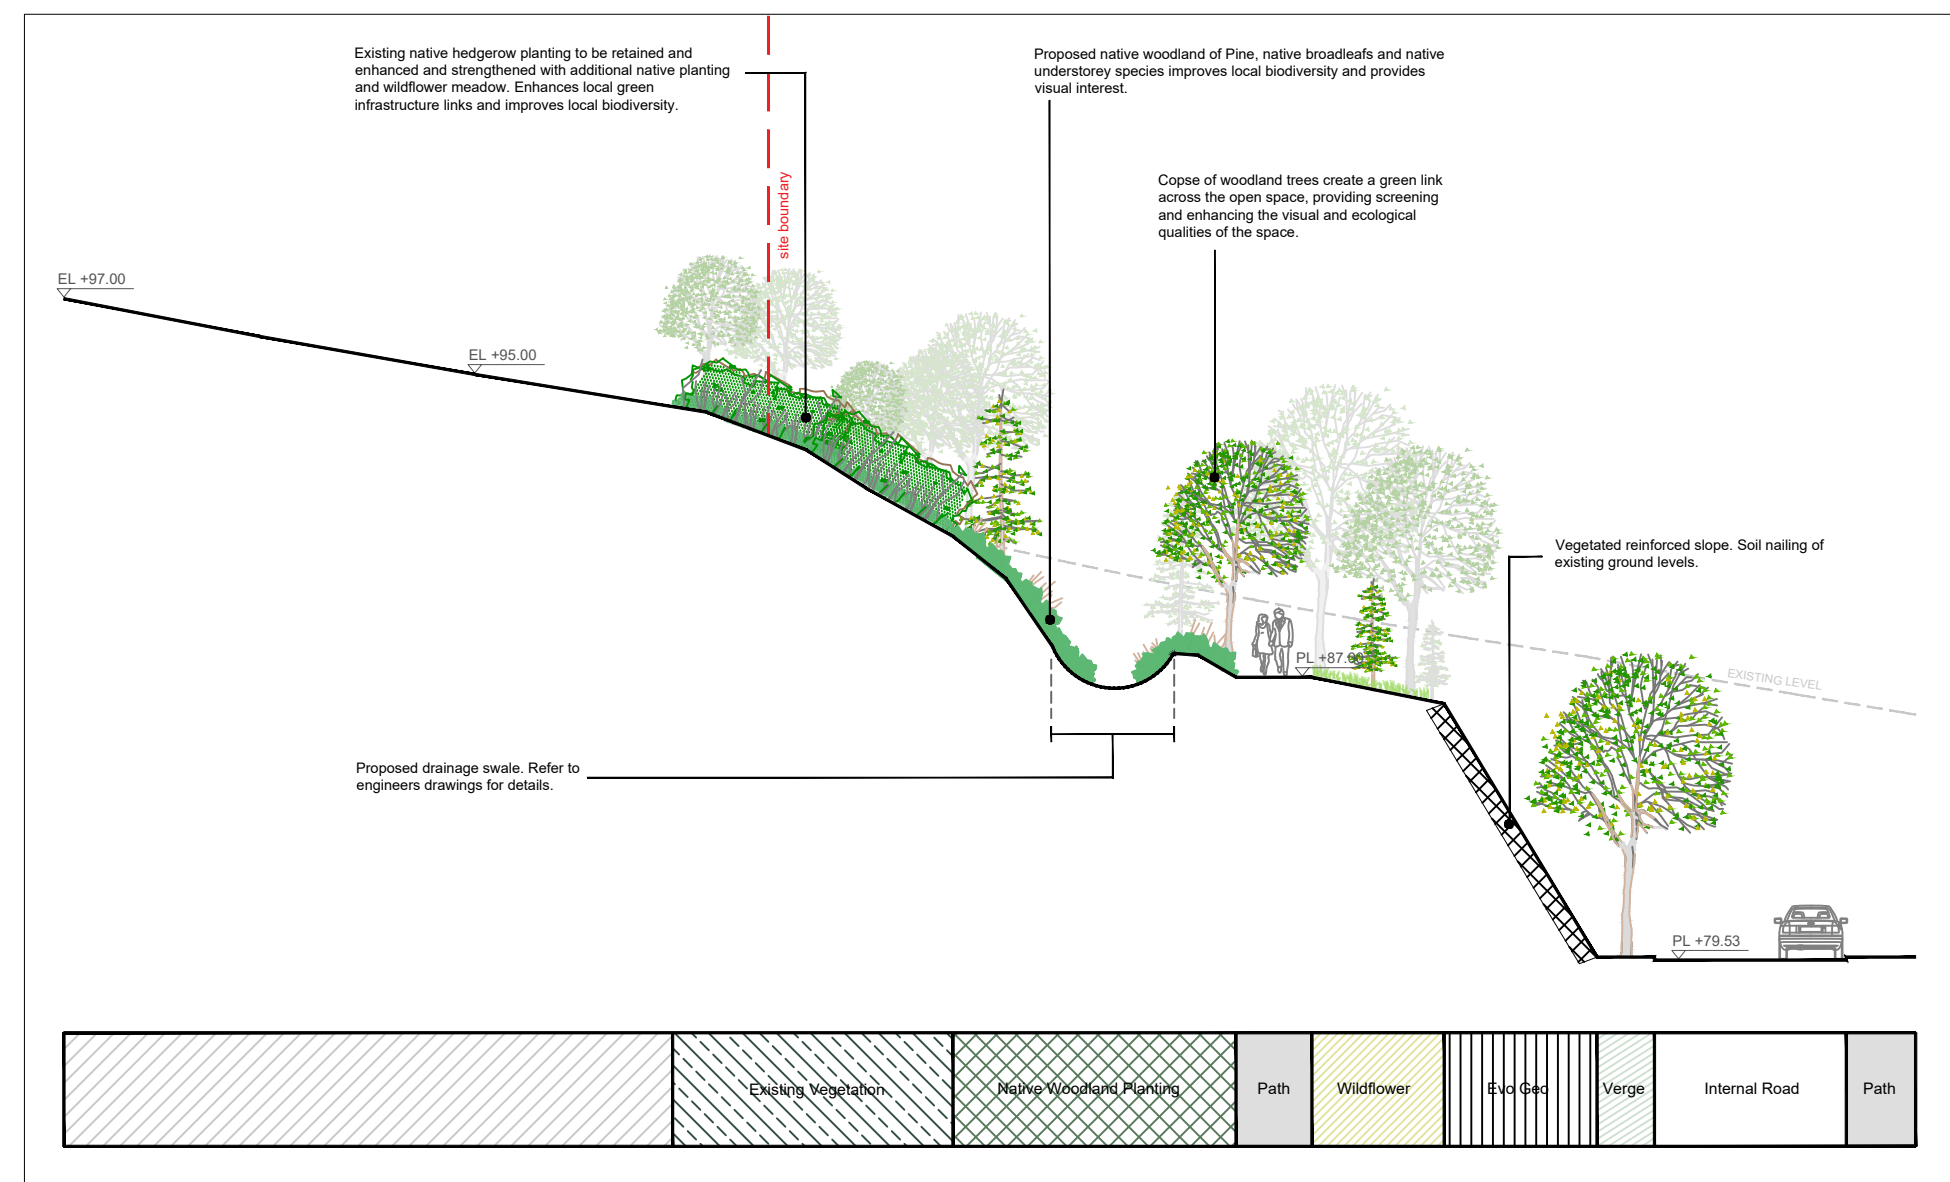 Existing native hedgerow planting to be retained and
enhanced and strengthened with additional native planting
and wildflower meadow. Enhances local green
infrastructure links and improves local biodiversity.
Proposed native woodland of Pine, native broadleafs and native
understorey species improves local biodiversity and provides
visual interest.
site boundary
Copse of woodland trees create a green link
across the open space, providing screening
and enhancing the visual and ecological
qualities of the space.
EL +97.00
EL +95.00
Vegetated reinforced slope. Soil nailing of
existing ground levels.
PL +87.00
EXISTING LEVEL
Proposed drainage swale. Refer to
engineers drawings for details.
PL +79.53
Existing Vegetation
Native Woodland Planting
Path
Wildflower
Evo Geo
Verge
Internal Road
Path